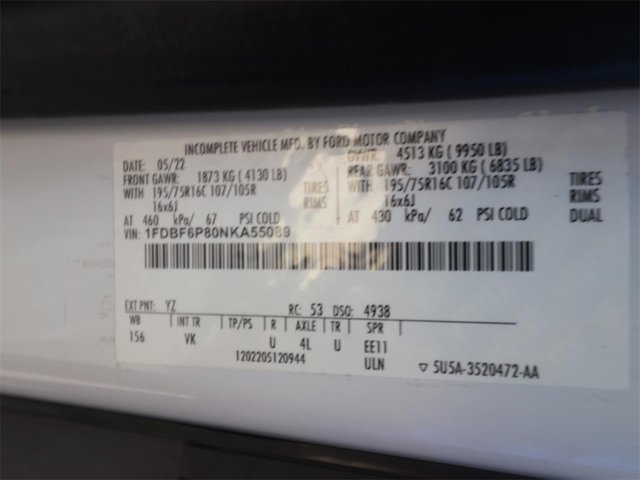 INCOMPLETE VEHICLE MFD. BY FORD MOTOR COMPANY
DATE: 05/22 GVWR: 4513 KG ( 9950 LB)
FRONT GAWR: 1873 KG ( 4130 LB) REAR GAWR: 3100 KG ( 6835 LB)
WITH 195/75R16C 107/105R TIRES WITH 195/75R16C 107/105R TIRES
16x6J RIMS 16x6J RIMS
AT 460 kPa/ 67 PSI COLD AT 430 kPa/ 62 PSI COLD DUAL
VIN: 1FDBF6P80NKA55089
EXT PNT: YZ RC: 53 DSO: 4938
WB INT TR TP/PS R AXLE TR SPR
156 VK U 4L U EE11
1202205120944 ULN 5U5A-3520472-AA